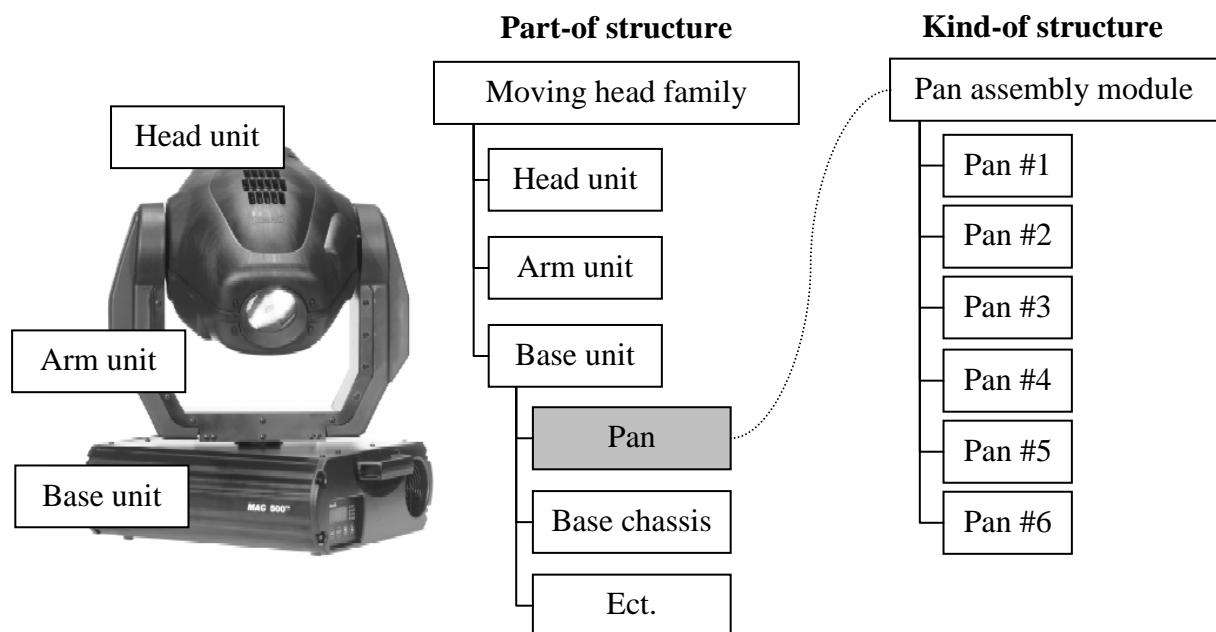 Part-of structure
Kind-of structure
Head unit
Arm unit
Base unit
MAC 500™
Moving head family
Head unit
Arm unit
Base unit
Pan
Base chassis
Ect.
Pan assembly module
Pan #1
Pan #2
Pan #3
Pan #4
Pan #5
Pan #6